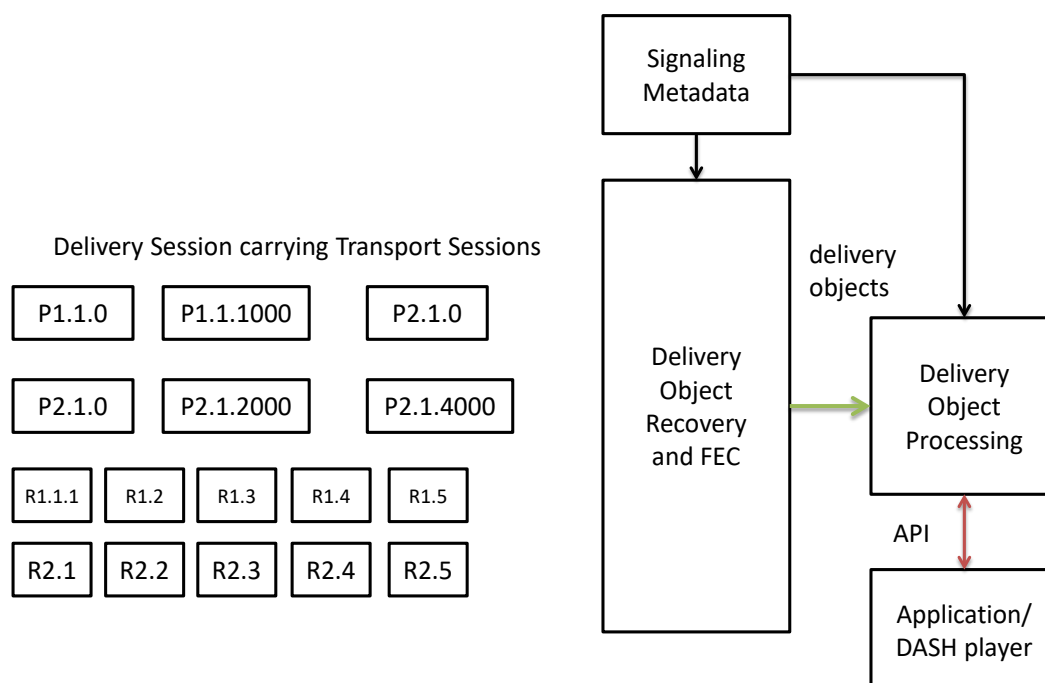 Signaling
Metadata
Delivery Session carrying Transport Sessions
P1.1.0 P1.1.1000 P2.1.0
P2.1.0 P2.1.2000 P2.1.4000
R1.1.1 R1.2 R1.3 R1.4 R1.5
R2.1 R2.2 R2.3 R2.4 R2.5
Delivery
Object
Recovery
and FEC
delivery
objects
Delivery
Object
Processing
API
Application/
DASH player